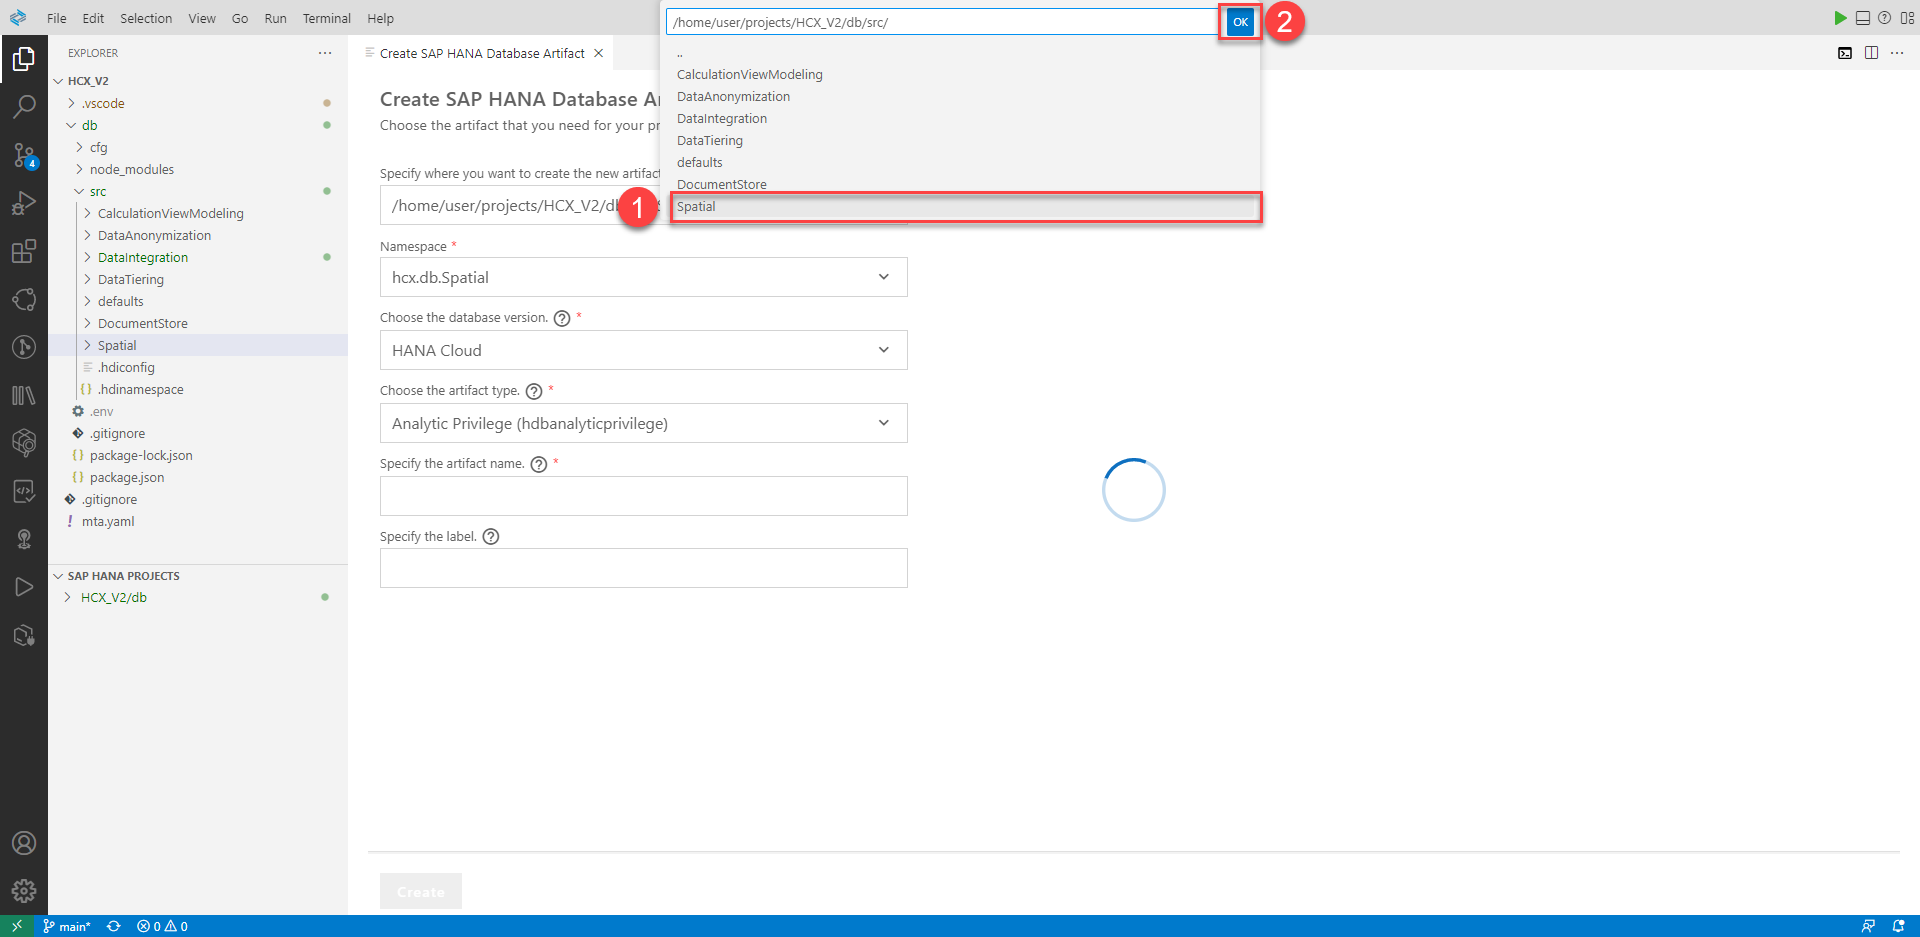 File Edit Selection View Go Run Terminal Help
/home/user/projects/HCX_V2/db/src/
OK
2
..
CalculationViewModeling
DataAnonymization
DataIntegration
DataTiering
defaults
DocumentStore
1
Spatial
EXPLORER
HCX_V2
.vscode
db
cfg
node_modules
src
CalculationViewModeling
DataAnonymization
DataIntegration
DataTiering
defaults
DocumentStore
Spatial
.hdiconfig
{} .hdinamespace
.env
.gitignore
{} package-lock.json
{} package.json
.gitignore
! mta.yaml
4
SAP HANA PROJECTS
HCX_V2/db
Create SAP HANA Database Artifact
Create SAP HANA Database Ar
Choose the artifact that you need for your pr
Specify where you want to create the new artifact
/home/user/projects/HCX_V2/db
Namespace *
hcx.db.Spatial
Choose the database version. ? *
HANA Cloud
Choose the artifact type. ? *
Analytic Privilege (hdbanalyticprivilege)
Specify the artifact name. ? *
Specify the label. ?
Create
main* 0 0